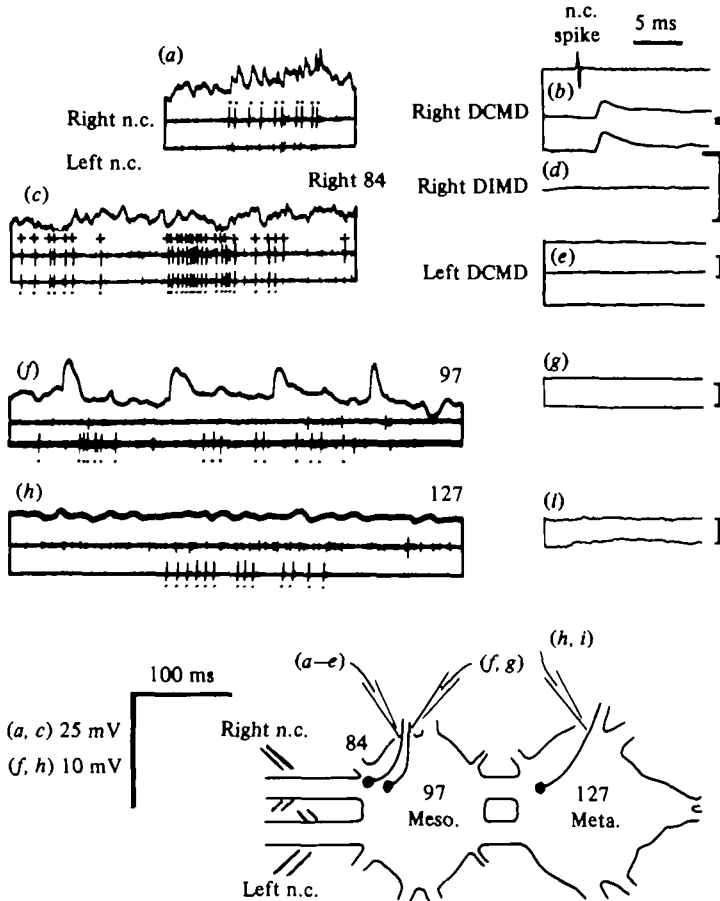 n.c.
spike
5 ms
(a)
(b)
Right n.c.
Right DCMD
Left n.c.
(d)
Right 84
Right DIMD
(c)
(e)
Left DCMD
(f)
97
(g)
(h)
127
(i)
(a–e)
(f, g)
(h, i)
100 ms
(a, c) 25 mV
(f, h) 10 mV
Right n.c.
84
97
Meso.
127
Meta.
Left n.c.